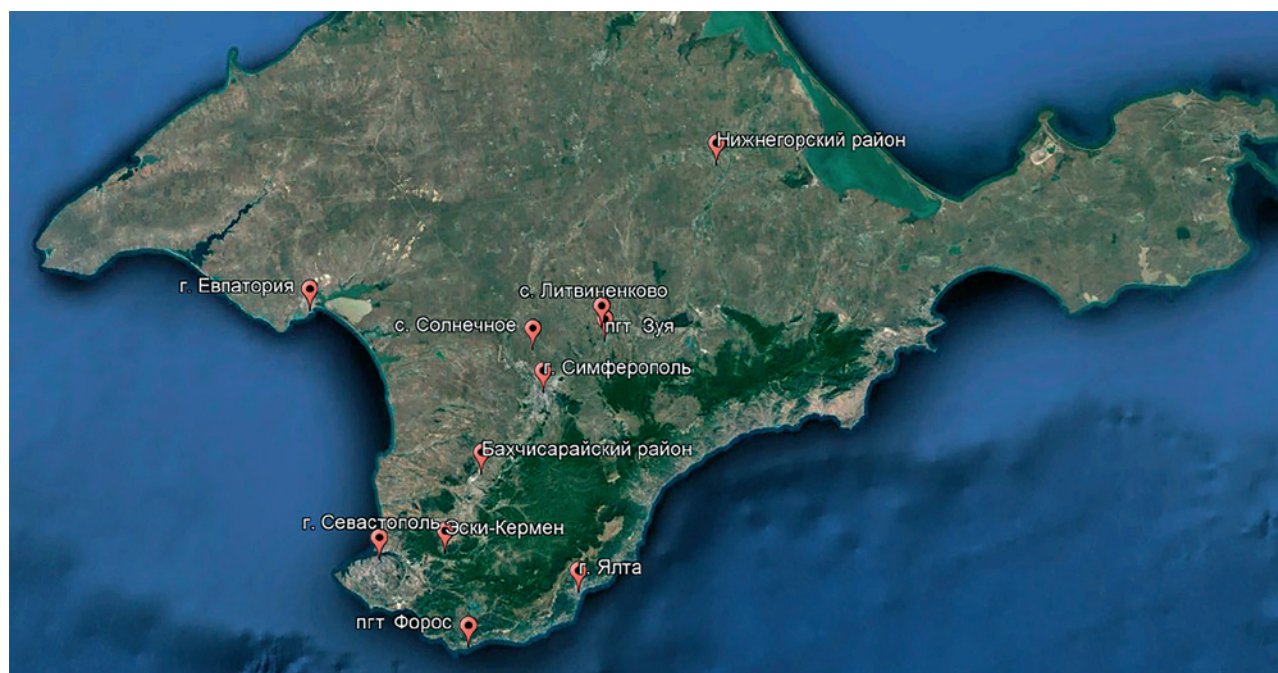 Нижнегорский район
г. Евпатория
с. Литвиненково
с. Солнечное
пгт Зуя
г. Симферополь
Бахчисарайский район
г. Севастополь
Эски-Кермен
г. Ялта
пгт Форос